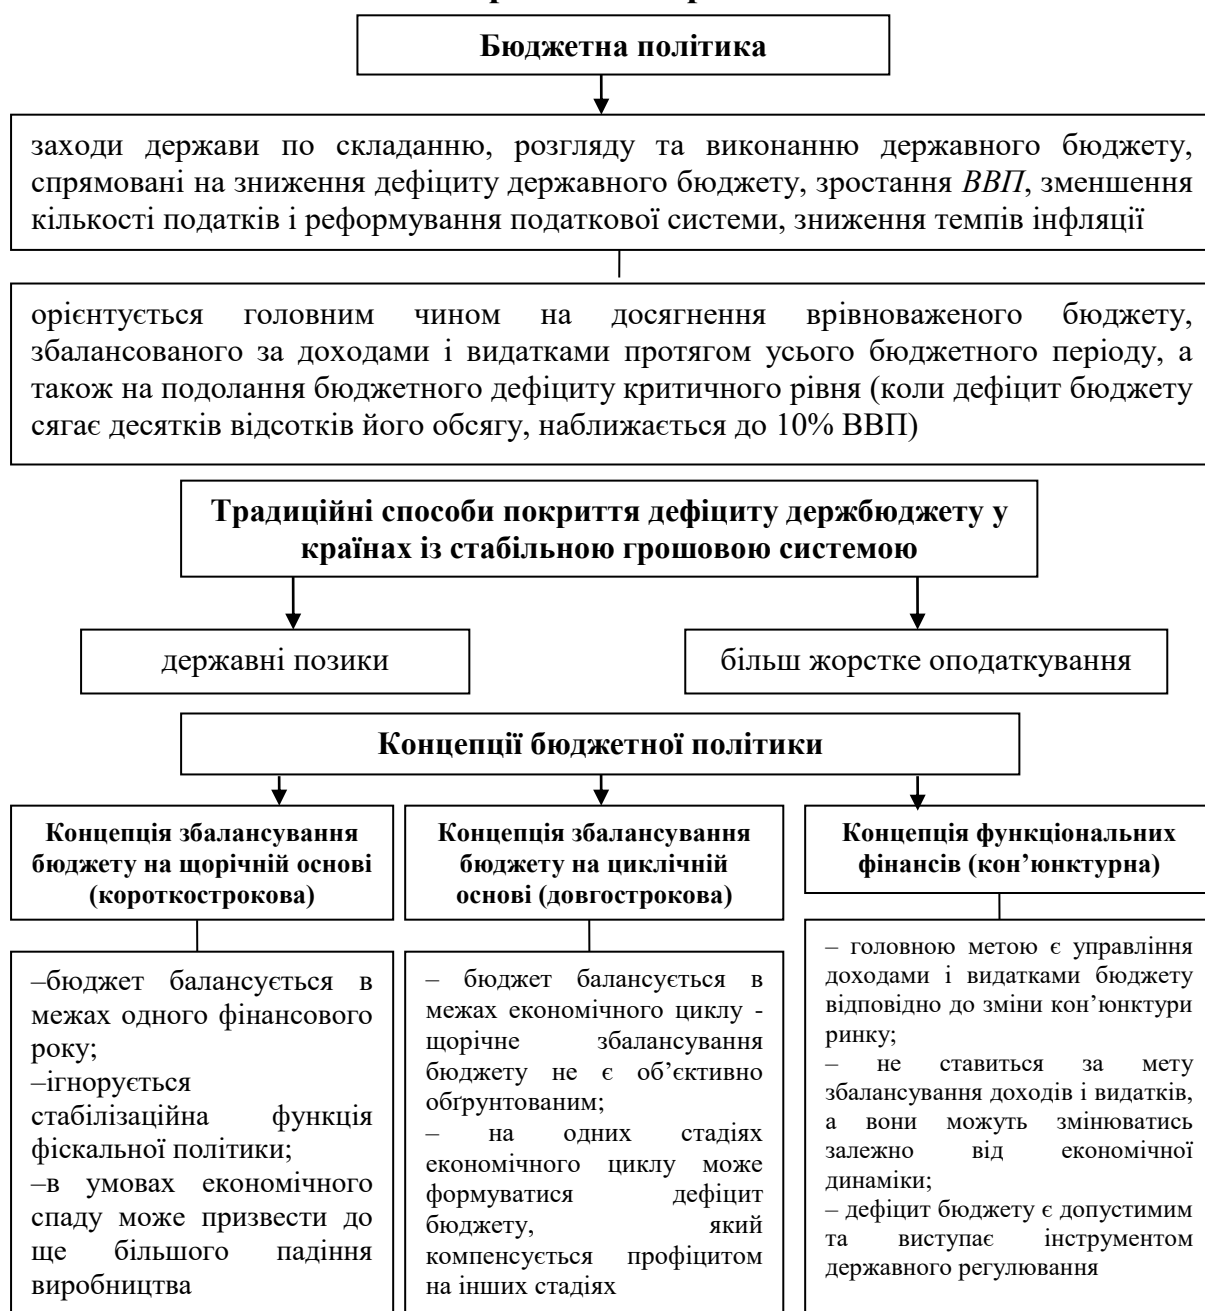 Бюджетна політика
заходи держави по складанню, розгляду та виконанню державного бюджету,
спрямовані на зниження дефіциту державного бюджету, зростання ВВП, зменшення
кількості податків і реформування податкової системи, зниження темпів інфляції
орієнтується головним чином на досягнення врівноваженого бюджету,
збалансованого за доходами і видатками протягом усього бюджетного періоду, а
також на подолання бюджетного дефіциту критичного рівня (коли дефіцит бюджету
сягає десятків відсотків його обсягу, наближається до 10% ВВП)
Традиційні способи покриття дефіциту держбюджету у
країнах із стабільною грошовою системою
державні позики
більш жорстке оподаткування
Концепції бюджетної політики
Концепція збалансування
бюджету на щорічній основі
(короткострокова)
–бюджет балансується в
межах одного фінансового
року;
–ігнорується
стабілізаційна функція
фіскальної політики;
–в умовах економічного
спаду може призвести до
ще більшого падіння
виробництва
Концепція збалансування
бюджету на циклічній
основі (довгострокова)
– бюджет балансується в
межах економічного циклу -
щорічне збалансування
бюджету не є об’єктивно
обґрунтованим;
– на одних стадіях
економічного циклу може
формуватися дефіцит
бюджету, який
компенсується профіцитом
на інших стадіях
Концепція функціональних
фінансів (кон’юнктурна)
– головною метою є управління
доходами і видатками бюджету
відповідно до зміни кон’юнктури
ринку;
– не ставиться за мету
збалансування доходів і видатків,
а вони можуть змінюватись
залежно від економічної
динаміки;
– дефіцит бюджету є допустимим
та виступає інструментом
державного регулювання